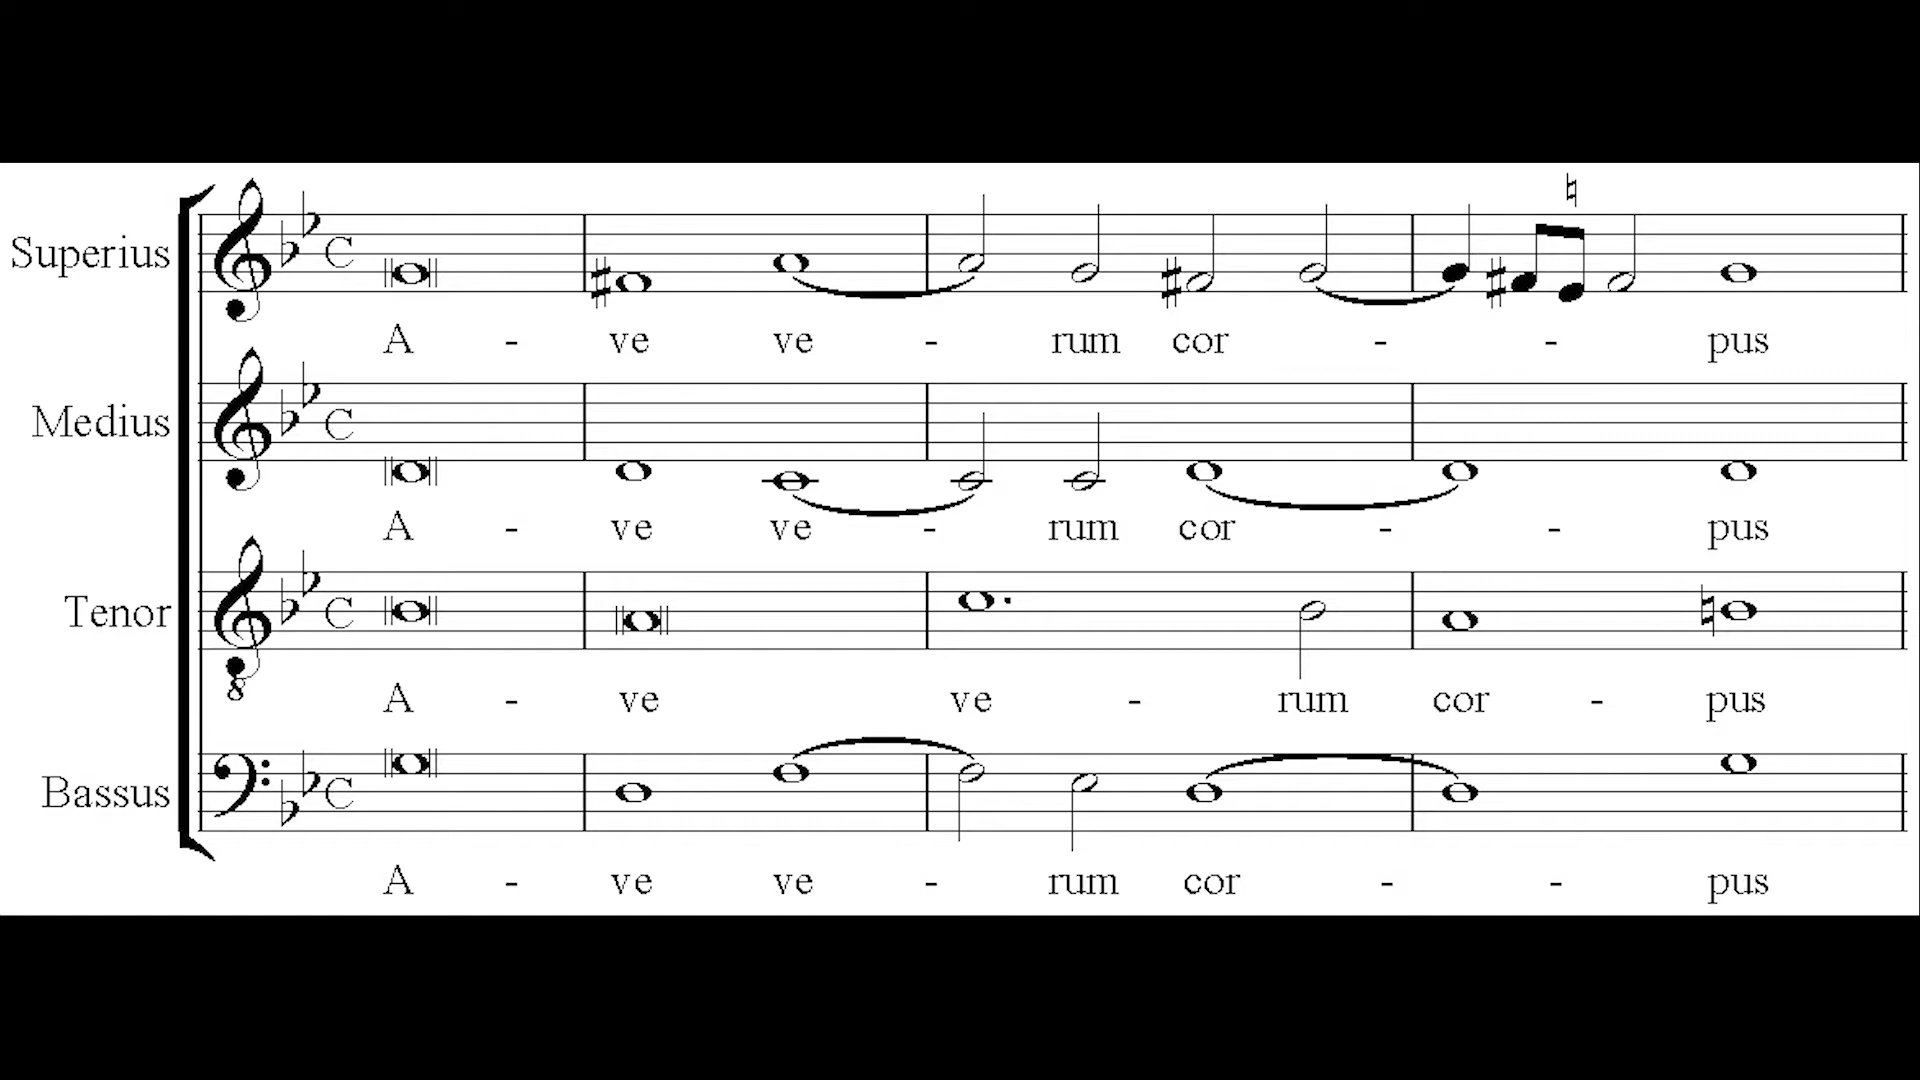 Superius
A - ve ve - rum cor - - pus
Medius
A - ve ve - rum cor - - pus
Tenor
8
A - ve ve - rum cor - pus
Bassus
A - ve ve - rum cor - - pus